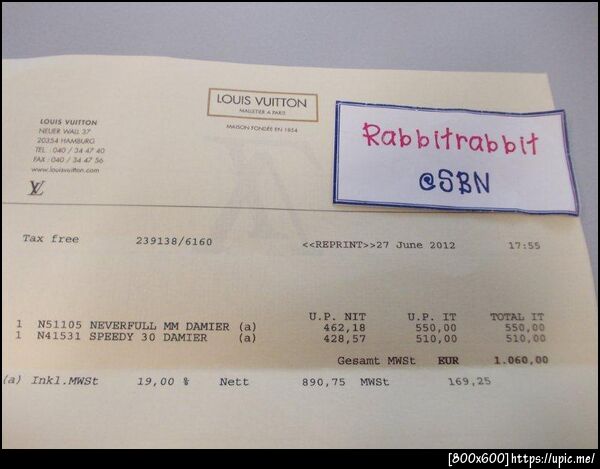 LOUIS VUITTON
NEUER WALL 37
20354 HAMBURG
TEL : 040 / 34 47 40
FAX : 040 / 34 47 56
www.louisvuitton.com
LV
LOUIS VUITTON
MALLETIER A PARIS
MAISON FONDÉE EN 1854
Rabbitrabbit
@SBN
Tax free 239138/6160 <<REPRINT>>27 June 2012 17:55
U.P. NIT U.P. IT TOTAL IT
1 N51105 NEVERFULL MM DAMIER (a) 462,18 550,00 550,00
1 N41531 SPEEDY 30 DAMIER (a) 428,57 510,00 510,00
Gesamt MWSt EUR 1.060,00
(a) Inkl.MWSt 19,00 % Nett 890,75 MWSt 169,25
[800x600]https://upic.me/